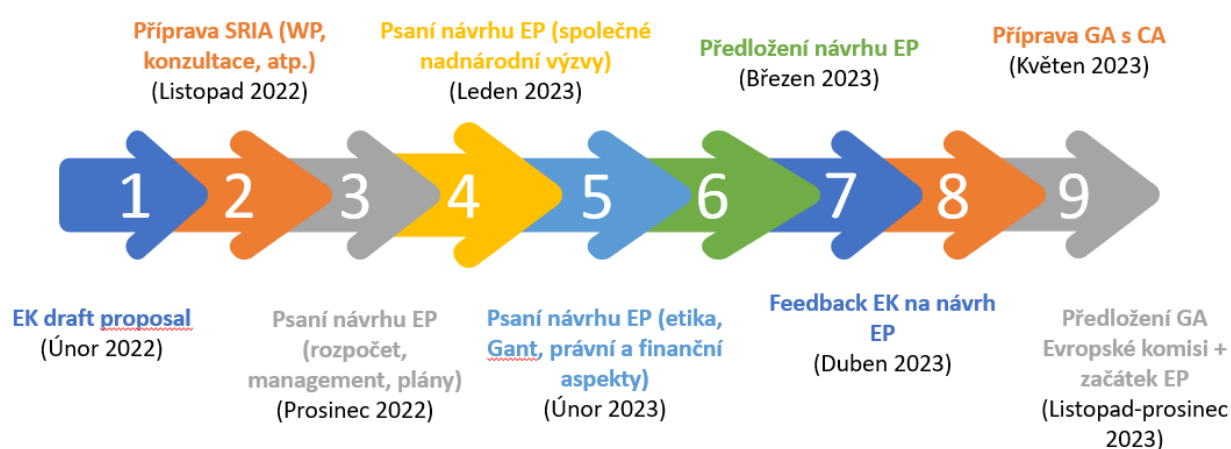 Příprava SRIA (WP,
konzultace, atp.)
(Listopad 2022)
Psaní návrhu EP (společné
nadnárodní výzvy)
(Leden 2023)
Předložení návrhu EP
(Březen 2023)
Příprava GA s CA
(Květen 2023)
1
2
3
4
5
6
7
8
9
EK draft proposal
(Únor 2022)
Psaní návrhu EP
(rozpočet,
management, plány)
(Prosinec 2022)
Psaní návrhu EP (etika,
Gant, právní a finanční
aspekty)
(Únor 2023)
Feedback EK na návrh
EP
(Duben 2023)
Předložení GA
Evropské komisi +
začátek EP
(Listopad-prosinec
2023)